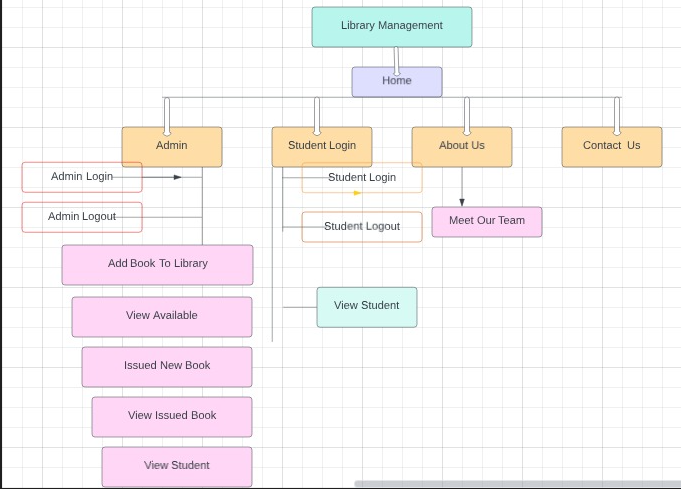 Library Management
Home
Admin
Student Login
About Us
Contact Us
Admin Login
Student Login
Admin Logout
Student Logout
Meet Our Team
Add Book To Library
View Available
View Student
Issued New Book
View Issued Book
View Student